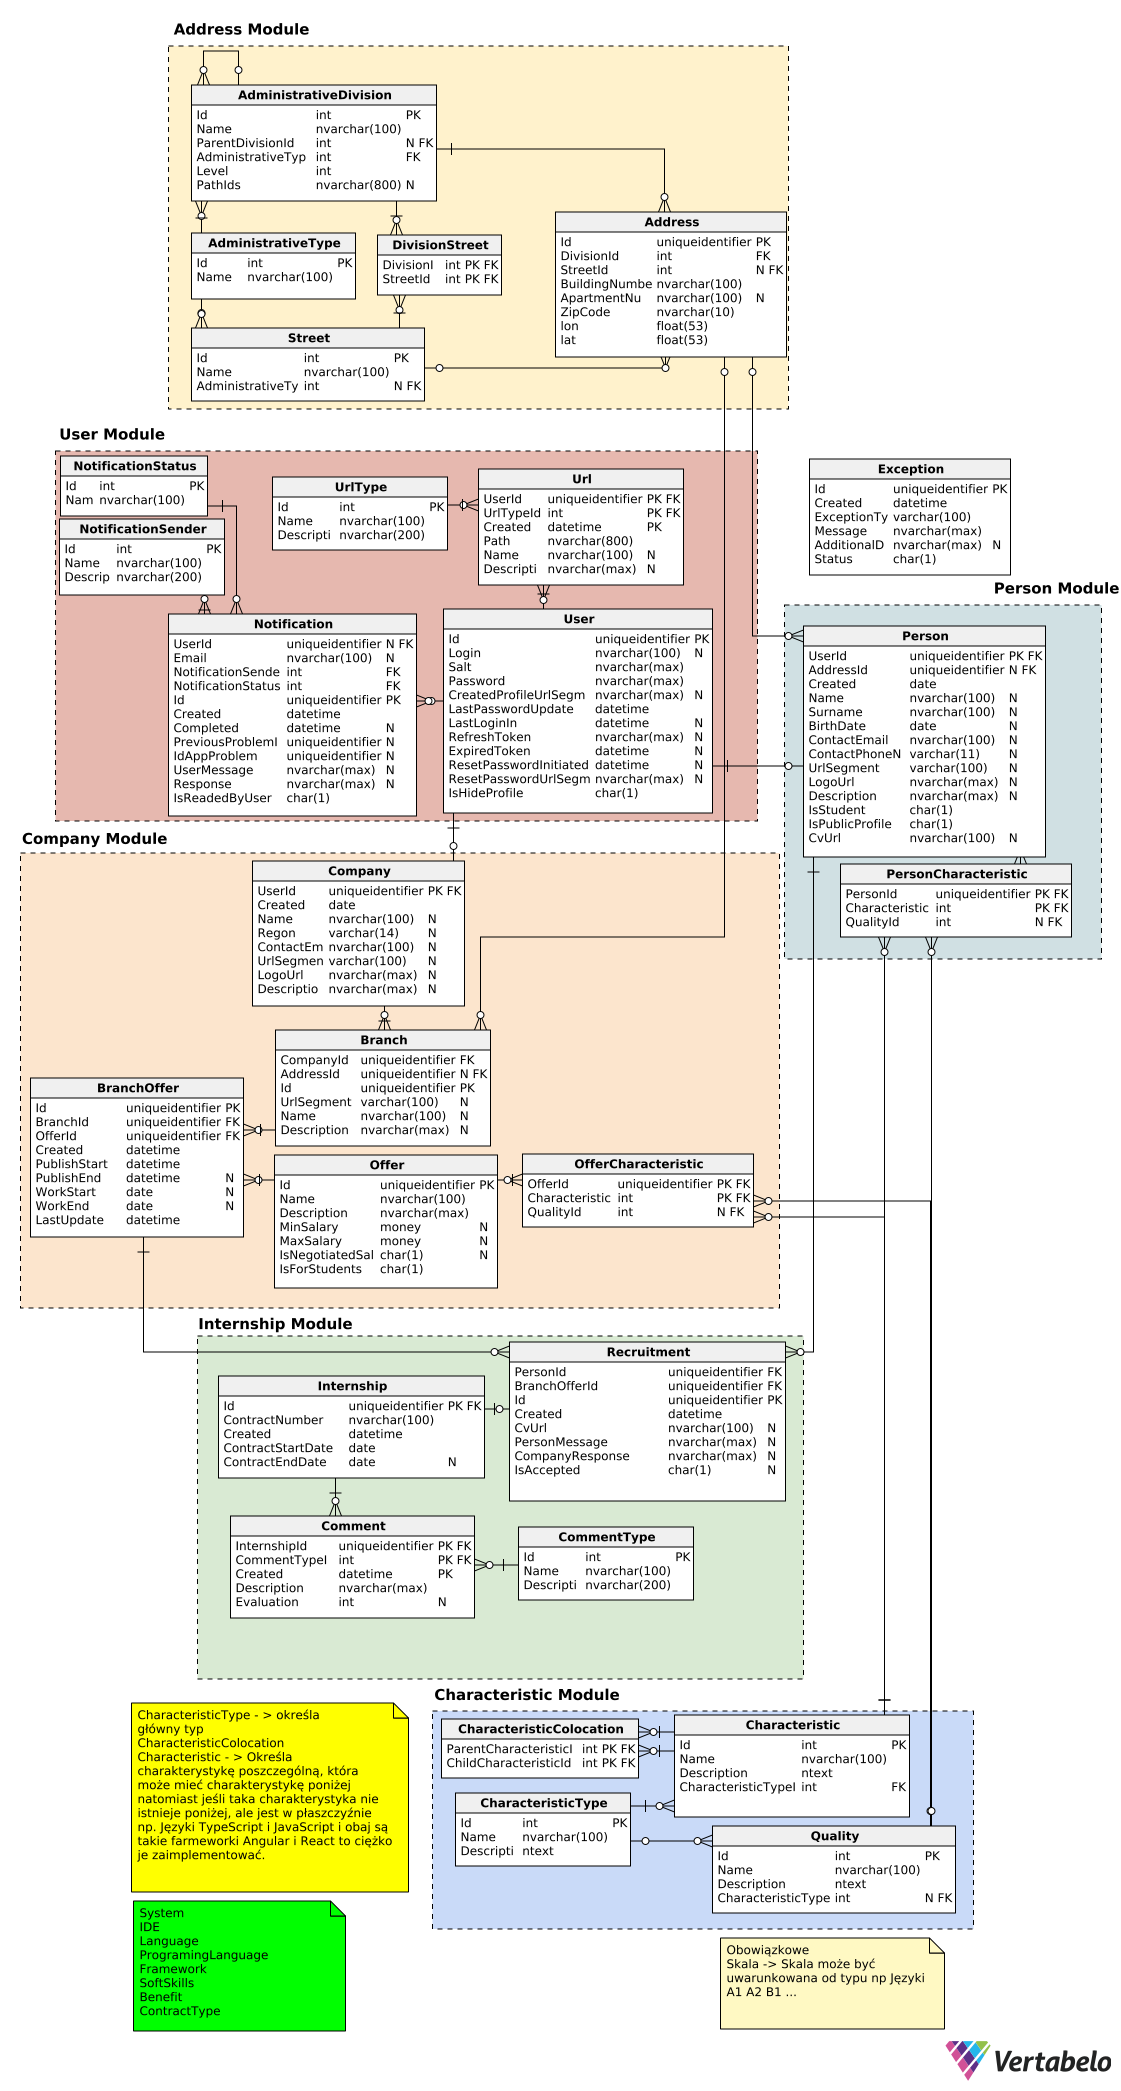 Address Module
AdministrativeDivision
Id int PK
Name nvarchar(100)
ParentDivisionId int N FK
AdministrativeTyp int FK
Level int
PathIds nvarchar(800) N
AdministrativeType
Id int PK
Name nvarchar(100)
DivisionStreet
DivisionI int PK FK
StreetId int PK FK
Address
Id uniqueidentifier PK
DivisionId int FK
StreetId int N FK
BuildingNumbe nvarchar(100)
ApartmentNu nvarchar(100) N
ZipCode nvarchar(10)
lon float(53)
lat float(53)
Street
Id int PK
Name nvarchar(100)
AdministrativeTy int N FK
User Module
NotificationStatus
Id int PK
Nam nvarchar(100)
NotificationSender
Id int PK
Name nvarchar(100)
Descrip nvarchar(200)
UrlType
Id int PK
Name nvarchar(100)
Descripti nvarchar(200)
Url
UserId uniqueidentifier PK FK
UrlTypeId int PK FK
Created datetime PK
Path nvarchar(800)
Name nvarchar(100) N
Descripti nvarchar(max) N
Notification
UserId uniqueidentifier N FK
Email nvarchar(100) N
NotificationSende int FK
NotificationStatus int FK
Id uniqueidentifier PK
Created datetime
Completed datetime N
PreviousProblemI uniqueidentifier N
IdAppProblem uniqueidentifier N
UserMessage nvarchar(max) N
Response nvarchar(max) N
IsReadedByUser char(1)
User
Id uniqueidentifier PK
Login nvarchar(100) N
Salt nvarchar(max)
Password nvarchar(max)
CreatedProfileUrlSegm nvarchar(max) N
LastPasswordUpdate datetime
LastLoginIn datetime N
RefreshToken nvarchar(max) N
ExpiredToken datetime N
ResetPasswordInitiated datetime N
ResetPasswordUrlSegm nvarchar(max) N
IsHideProfile char(1)
Exception
Id uniqueidentifier PK
Created datetime
ExceptionTy varchar(100)
Message nvarchar(max)
AdditionalD nvarchar(max) N
Status char(1)
Person Module
Person
UserId uniqueidentifier PK FK
AddressId uniqueidentifier N FK
Created date
Name nvarchar(100) N
Surname nvarchar(100) N
BirthDate date N
ContactEmail nvarchar(100) N
ContactPhoneN varchar(11) N
UrlSegment varchar(100) N
LogoUrl nvarchar(max) N
Description nvarchar(max) N
IsStudent char(1)
IsPublicProfile char(1)
CvUrl nvarchar(100) N
PersonCharacteristic
PersonId uniqueidentifier PK FK
Characteristic int PK FK
QualityId int N FK
Company Module
Company
UserId uniqueidentifier PK FK
Created date
Name nvarchar(100) N
Regon varchar(14) N
ContactEm nvarchar(100) N
UrlSegmen varchar(100) N
LogoUrl nvarchar(max) N
Descriptio nvarchar(max) N
Branch
CompanyId uniqueidentifier FK
AddressId uniqueidentifier N FK
Id uniqueidentifier PK
UrlSegment varchar(100) N
Name nvarchar(100) N
Description nvarchar(max) N
BranchOffer
Id uniqueidentifier PK
BranchId uniqueidentifier FK
OfferId uniqueidentifier FK
Created datetime
PublishStart datetime
PublishEnd datetime N
WorkStart date N
WorkEnd date N
LastUpdate datetime
Offer
Id uniqueidentifier PK
Name nvarchar(100)
Description nvarchar(max)
MinSalary money N
MaxSalary money N
IsNegotiatedSal char(1) N
IsForStudents char(1)
OfferCharacteristic
OfferId uniqueidentifier PK FK
Characteristic int PK FK
QualityId int N FK
Internship Module
Recruitment
PersonId uniqueidentifier FK
BranchOfferId uniqueidentifier FK
Id uniqueidentifier PK
Created datetime
CvUrl nvarchar(100) N
PersonMessage nvarchar(max) N
CompanyResponse nvarchar(max) N
IsAccepted char(1) N
Internship
Id uniqueidentifier PK FK
ContractNumber nvarchar(100)
Created datetime
ContractStartDate date
ContractEndDate date N
Comment
InternshipId uniqueidentifier PK FK
CommentTypeI int PK FK
Created datetime PK
Description nvarchar(max)
Evaluation int N
CommentType
Id int PK
Name nvarchar(100)
Descripti nvarchar(200)
Characteristic Module
CharacteristicColocation
ParentCharacteristicI int PK FK
ChildCharacteristicId int PK FK
Characteristic
Id int PK
Name nvarchar(100)
Description ntext
CharacteristicTypeI int FK
CharacteristicType
Id int PK
Name nvarchar(100)
Descripti ntext
Quality
Id int PK
Name nvarchar(100)
Description ntext
CharacteristicType int N FK
CharacteristicType - > określa
główny typ
CharacteristicColocation
Characteristic - > Określa
charakterystykę poszczególną, która
może mieć charakterystykę poniżej
natomiast jeśli taka charakterystyka nie
istnieje poniżej, ale jest w płaszczyźnie
np. Języki TypeScript i JavaScript i obaj są
takie farmeworki Angular i React to ciężko
je zaimplementować.
System
IDE
Language
ProgramingLanguage
Framework
SoftSkills
Benefit
ContractType
Obowiązkowe
Skala -> Skala może być
uwarunkowana od typu np Języki
A1 A2 B1 ...
Vertabelo